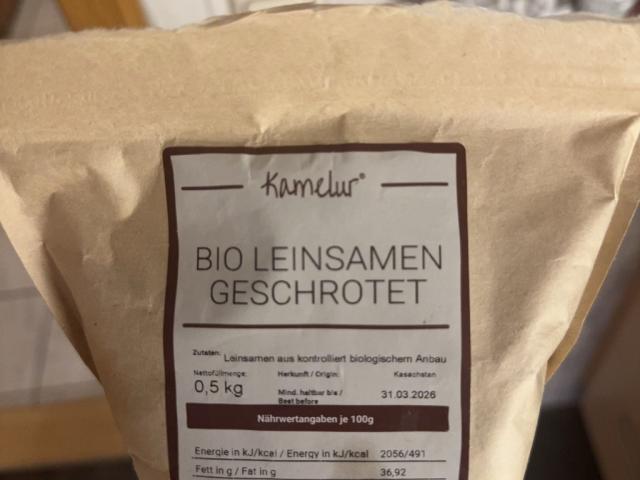 Kamelur®
BIO LEINSAMEN
GESCHROTET
Zutaten: Leinsamen aus kontrolliert biologischem Anbau
Nettofüllmenge: Herkunft / Origin: Kasachstan
0,5 kg Mind. haltbar bis / 31.03.2026
Best before
Nährwertangaben je 100g
Energie in kJ/kcal / Energy in kJ/kcal 2056/491
Fett in g / Fat in g 36,92